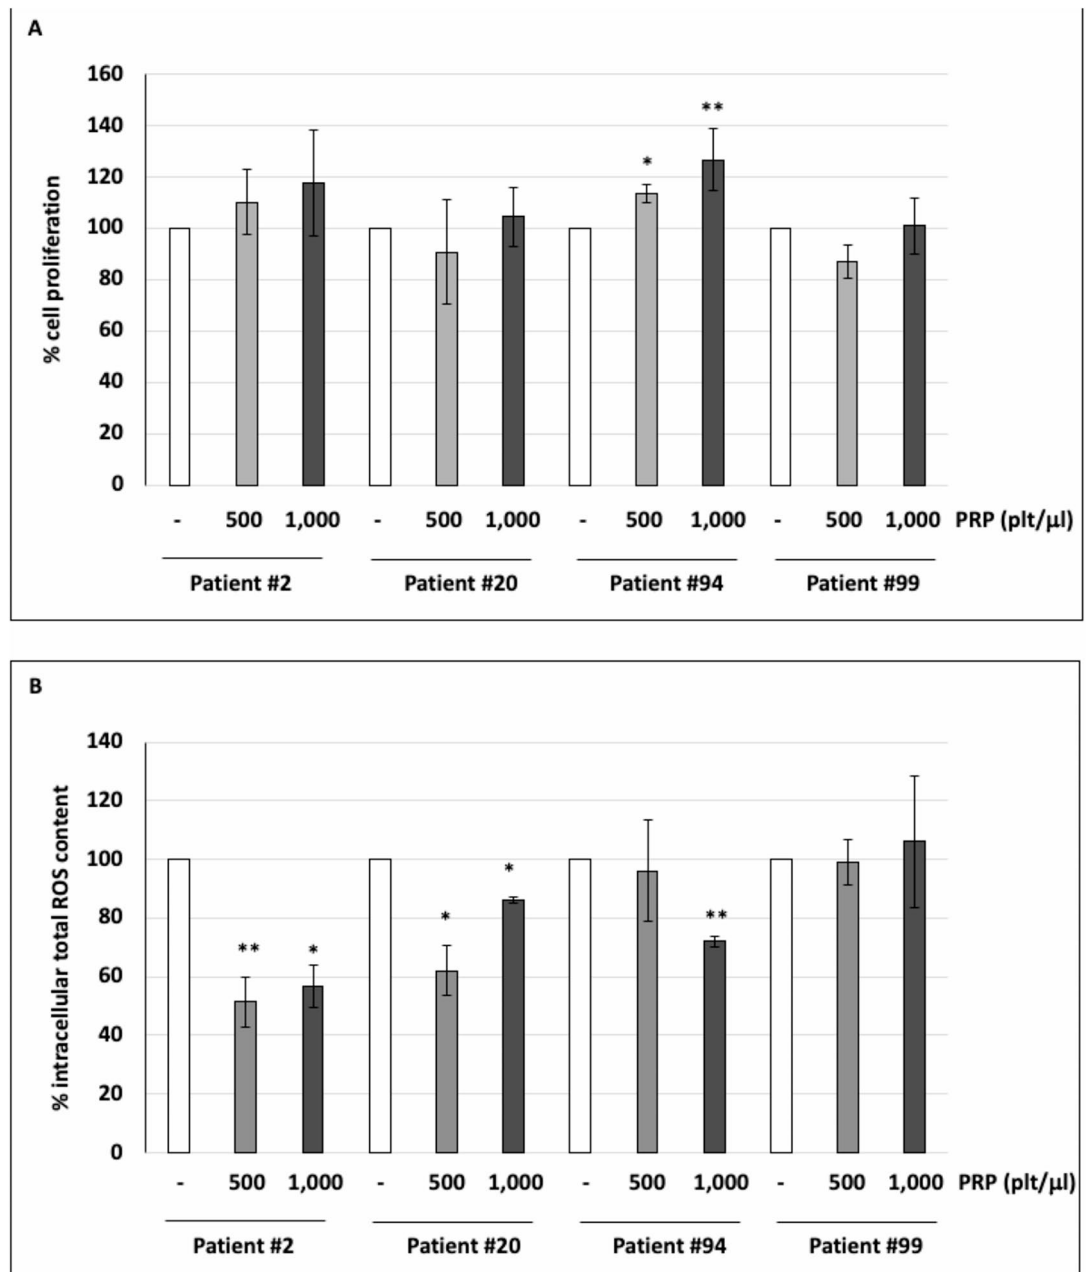 A
160
** 
140
*
120
100
80
60
40
20
0
% cell proliferation
- 500 1,000 - 500 1,000 - 500 1,000 - 500 1,000 PRP (plt/µl)
Patient #2 Patient #20 Patient #94 Patient #99
B
140
120
100
*
* **
80
** *
60
40
20
0
% intracellular total ROS content
- 500 1,000 - 500 1,000 - 500 1,000 - 500 1,000 PRP (plt/µl)
Patient #2 Patient #20 Patient #94 Patient #99